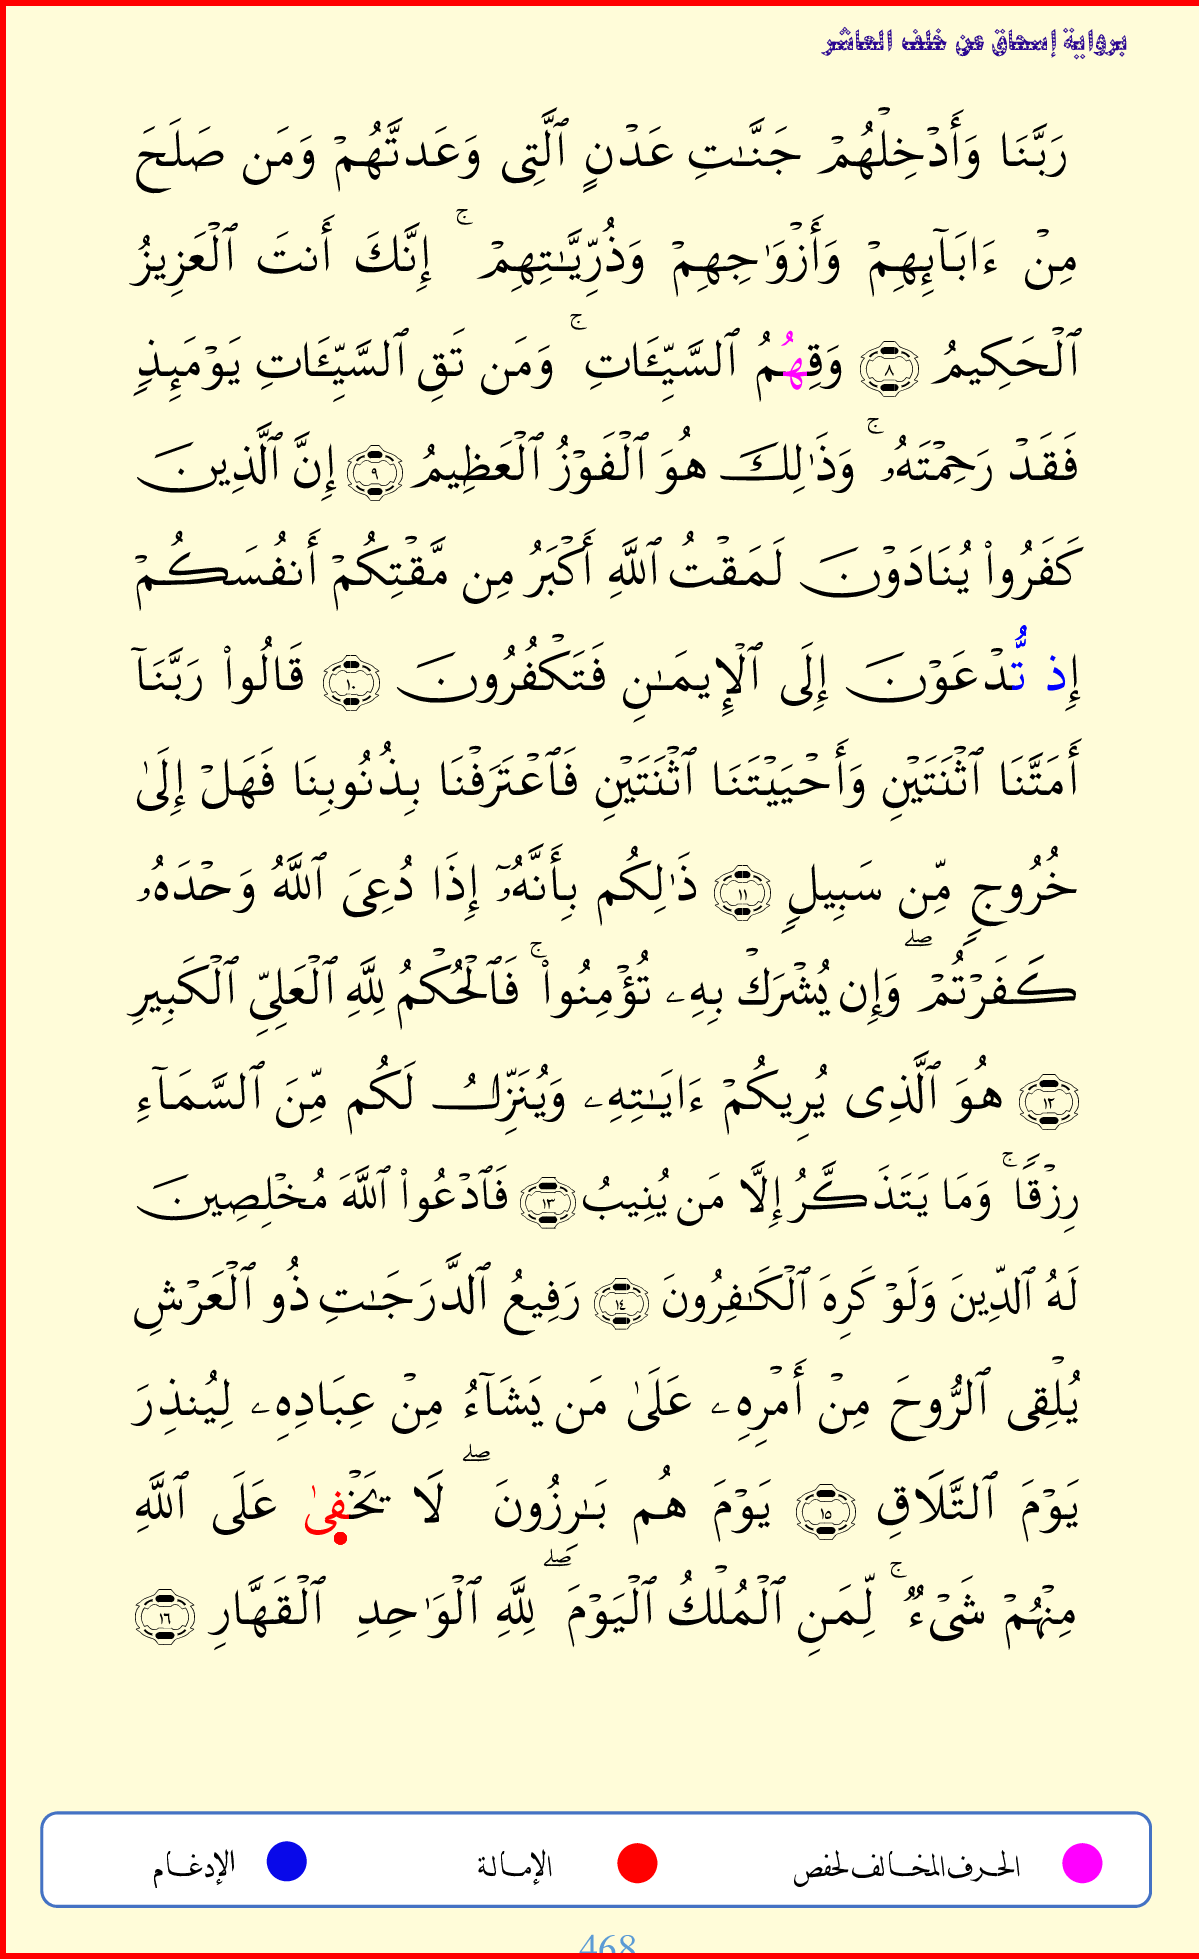 برواية إسحاق عن خلف العاشر
رَبَّنَا وَأَدۡخِلۡهُمۡ جَنَّـٰتِ عَدۡنٍ ٱلَّتِى وَعَدتَّهُمۡ وَمَن صَلَحَ
مِنۡ ءَابَآئِهِمۡ وَأَزۡوَٰجِهِمۡ وَذُرِّيَّـٰتِهِمۡۚ إِنَّكَ أَنتَ ٱلۡعَزِيزُ
ٱلۡحَكِيمُ ٨ وَقِهُمُ ٱلسَّيِّـَٔاتِۚ وَمَن تَقِ ٱلسَّيِّـَٔاتِ يَوۡمَئِذٍ
فَقَدۡ رَحِمۡتَهُۥۚ وَذَٰلِكَ هُوَ ٱلۡفَوۡزُ ٱلۡعَظِيمُ ٩ إِنَّ ٱلَّذِينَ
كَفَرُواْ يُنَادَوۡنَ لَمَقۡتُ ٱللَّهِ أَكۡبَرُ مِن مَّقۡتِكُمۡ أَنفُسَكُمۡ
إِذ تُّدۡعَوۡنَ إِلَى ٱلۡإِيمَـٰنِ فَتَكۡفُرُونَ ١٠ قَالُواْ رَبَّنَآ
أَمَتَّنَا ٱثۡنَتَيۡنِ وَأَحۡيَيۡتَنَا ٱثۡنَتَيۡنِ فَٱعۡتَرَفۡنَا بِذُنُوبِنَا فَهَلۡ إِلَىٰ
خُرُوجٍ مِّن سَبِيلٍ ١١ ذَٰلِكُم بِأَنَّهُۥٓ إِذَا دُعِىَ ٱللَّهُ وَحۡدَهُۥ
كَفَرۡتُمۡۖ وَإِن يُشۡرَكۡ بِهِۦ تُؤۡمِنُواْۚ فَٱلۡحُكۡمُ لِلَّهِ ٱلۡعَلِىِّ ٱلۡكَبِيرِ
١٢ هُوَ ٱلَّذِى يُرِيكُمۡ ءَايَـٰتِهِۦ وَيُنَزِّلُ لَكُم مِّنَ ٱلسَّمَآءِ
رِزۡقًاۚ وَمَا يَتَذَكَّرُ إِلَّا مَن يُنِيبُ ١٣ فَٱدۡعُواْ ٱللَّهَ مُخۡلِصِينَ
لَهُ ٱلدِّينَ وَلَوۡ كَرِهَ ٱلۡكَـٰفِرُونَ ١٤ رَفِيعُ ٱلدَّرَجَـٰتِ ذُو ٱلۡعَرۡشِ
يُلۡقِى ٱلرُّوحَ مِنۡ أَمۡرِهِۦ عَلَىٰ مَن يَشَآءُ مِنۡ عِبَادِهِۦ لِيُنذِرَ
يَوۡمَ ٱلتَّلَاقِ ١٥ يَوۡمَ هُم بَـٰرِزُونَۖ لَا يَخۡفِىٰ عَلَى ٱللَّهِ
مِنۡهُمۡ شَىۡءٌۚ لِّمَنِ ٱلۡمُلۡكُ ٱلۡيَوۡمَۖ لِلَّهِ ٱلۡوَٰحِدِ ٱلۡقَهَّارِ ١٦
الحرف المخالف لحفص الإمالة الإدغام
468